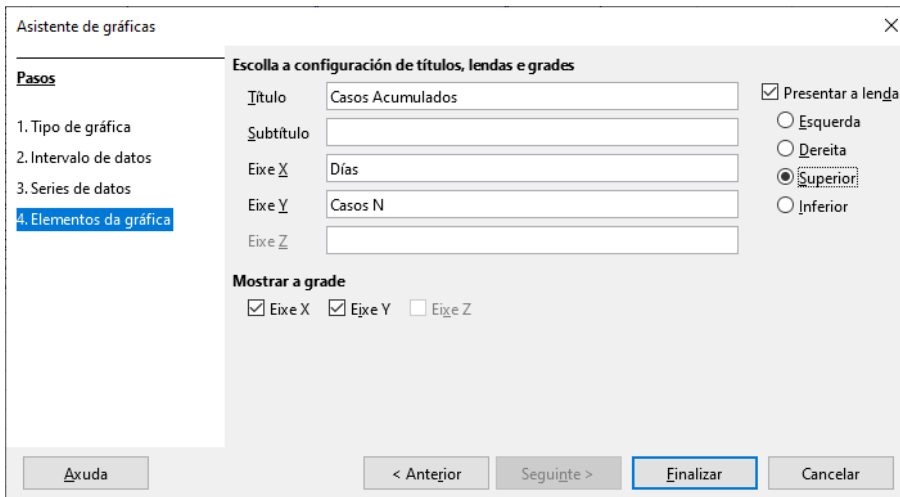 Asistente de gráficas
Pasos
1. Tipo de gráfica
2. Intervalo de datos
3. Series de datos
4. Elementos da gráfica
Escolla a configuración de títulos, lendas e grades
Título Casos Acumulados
Subtítulo
Eixe X Días
Eixe Y Casos N
Eixe Z
Presentar a lenda
Esquerda
Dereita
Superior
Inferior
Mostrar a grade
Eixe X Eixe Y Eixe Z
Axuda < Anterior Seguinte > Finalizar Cancelar